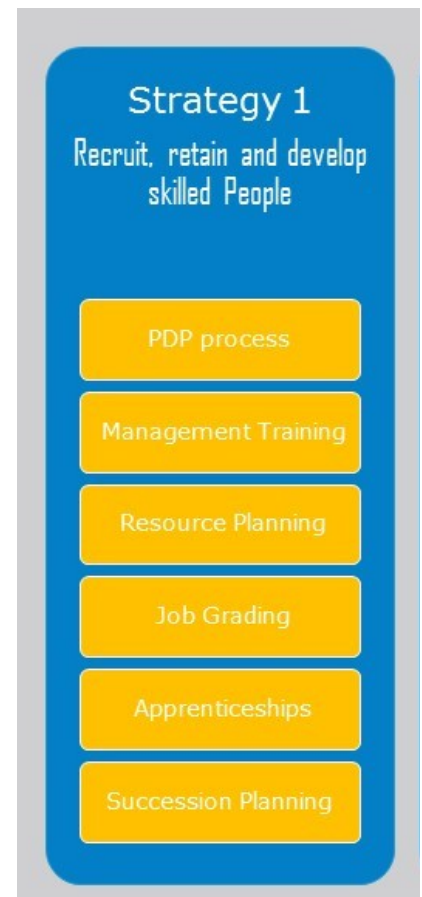 Strategy 1
Recruit, retain and develop
skilled People
PDP process
Management Training
Resource Planning
Job Grading
Apprenticeships
Succession Planning